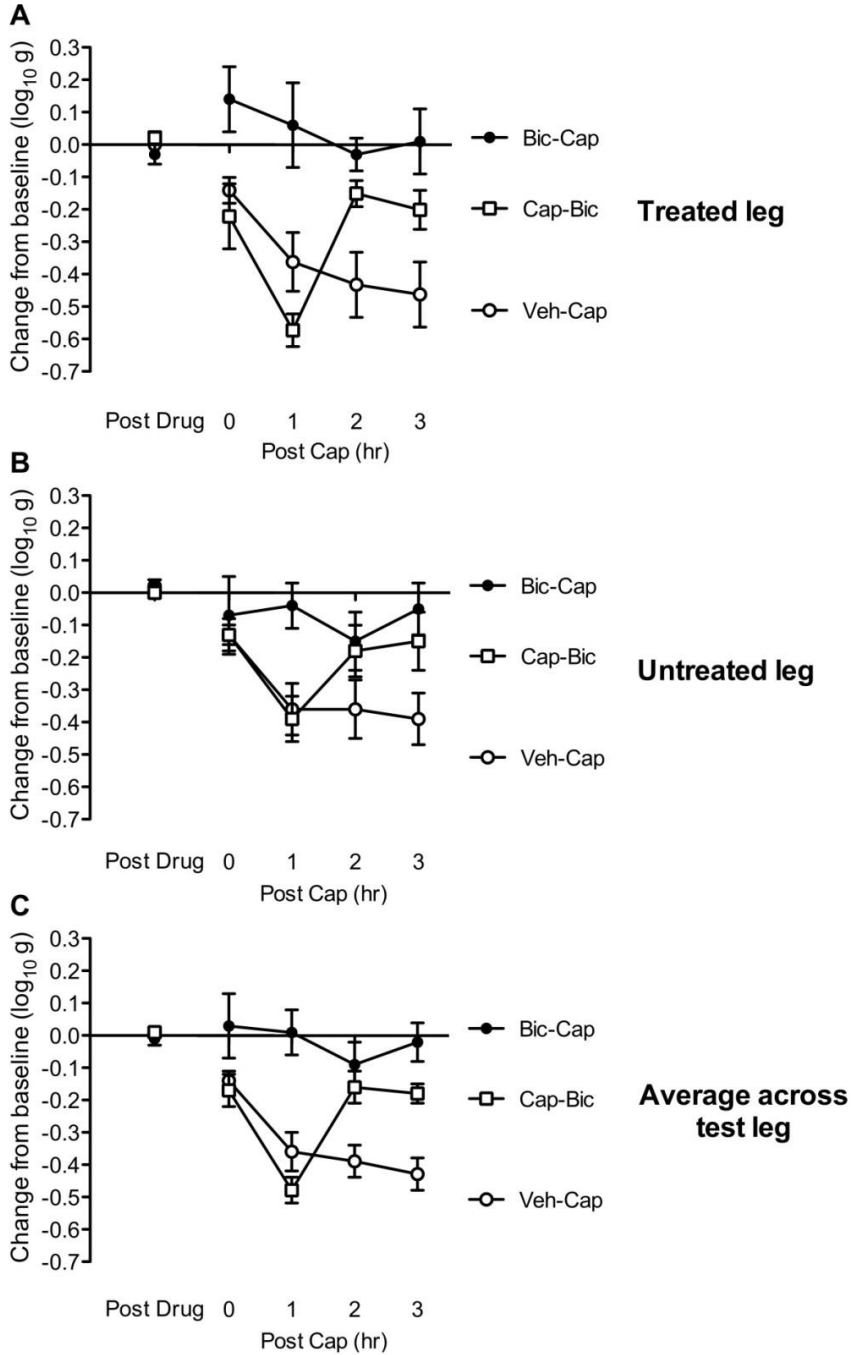 A
Change from baseline (log₁₀ g)
0.3
0.2
0.1
0.0
-0.1
-0.2
-0.3
-0.4
-0.5
-0.6
-0.7
Post Drug 0 1 2 3
Post Cap (hr)
Bic-Cap
Cap-Bic
Veh-Cap
Treated leg
B
Change from baseline (log₁₀ g)
0.3
0.2
0.1
0.0
-0.1
-0.2
-0.3
-0.4
-0.5
-0.6
-0.7
Post Drug 0 1 2 3
Post Cap (hr)
Bic-Cap
Cap-Bic
Veh-Cap
Untreated leg
C
Change from baseline (log₁₀ g)
0.3
0.2
0.1
0.0
-0.1
-0.2
-0.3
-0.4
-0.5
-0.6
-0.7
Post Drug 0 1 2 3
Post Cap (hr)
Bic-Cap
Cap-Bic
Veh-Cap
Average across
test leg